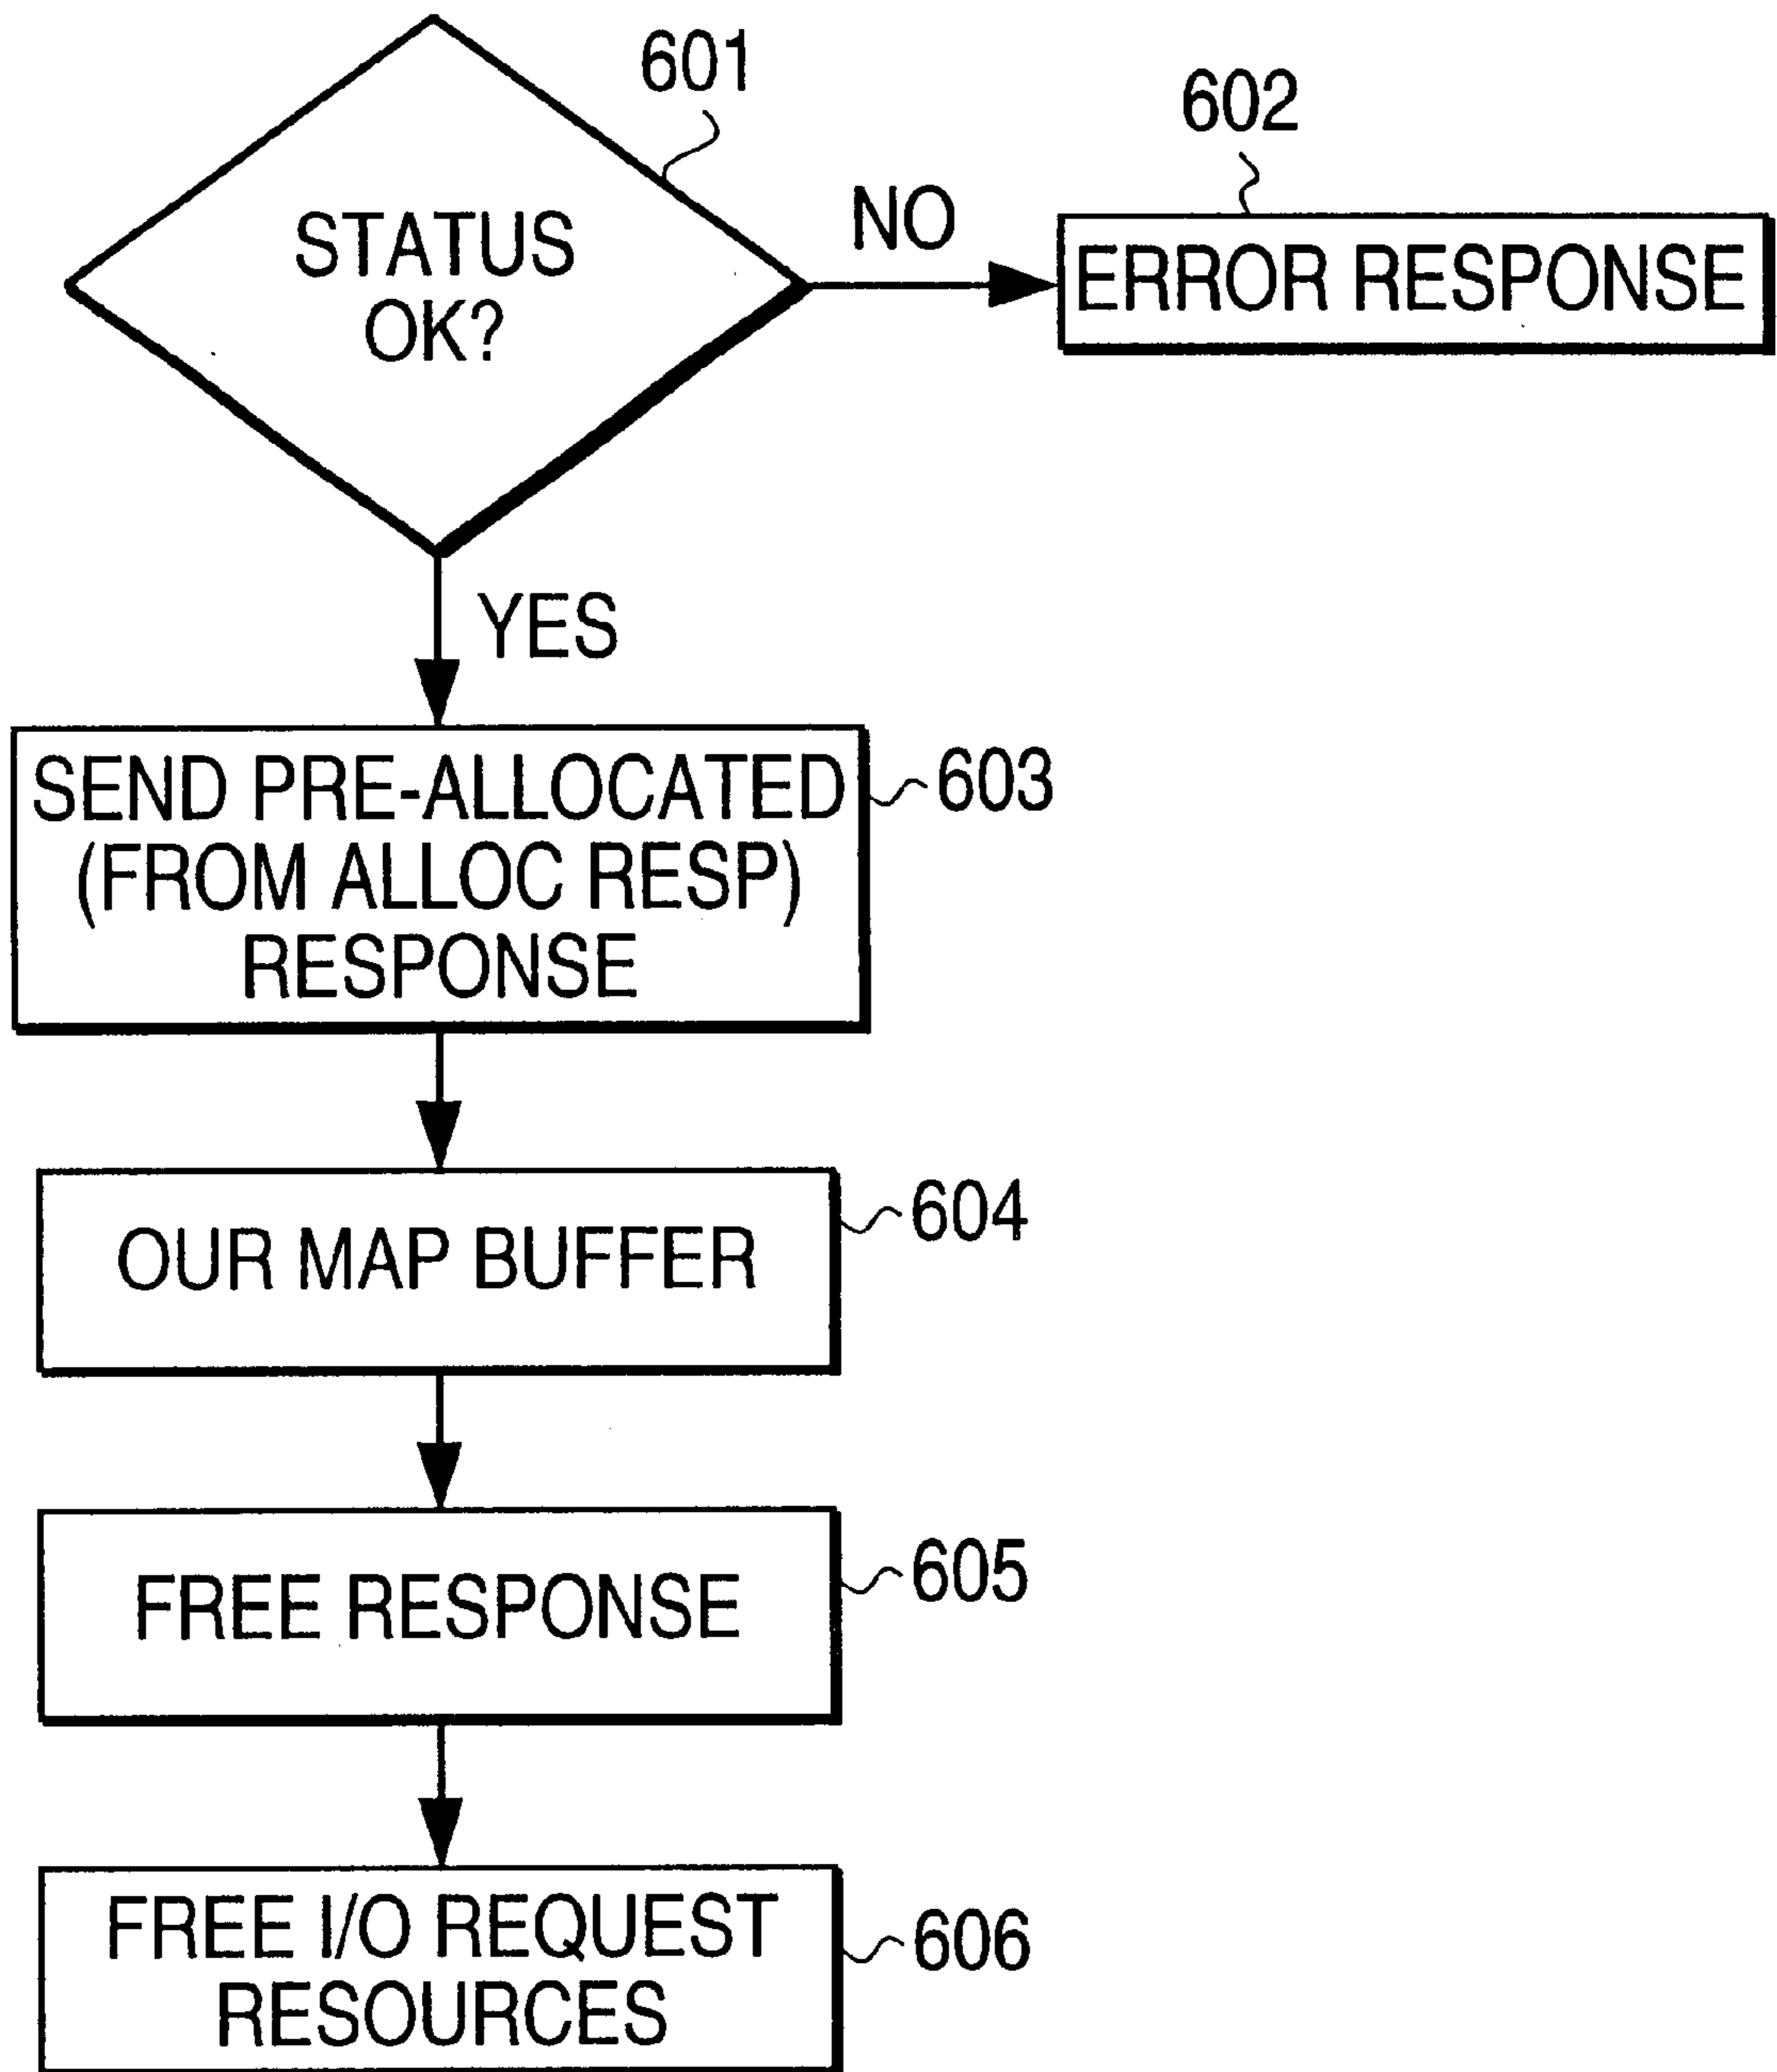 601
602
STATUS
OK?
NO
ERROR RESPONSE
YES
SEND PRE-ALLOCATED
(FROM ALLOC RESP)
RESPONSE
603
OUR MAP BUFFER
604
FREE RESPONSE
605
FREE I/O REQUEST
RESOURCES
606